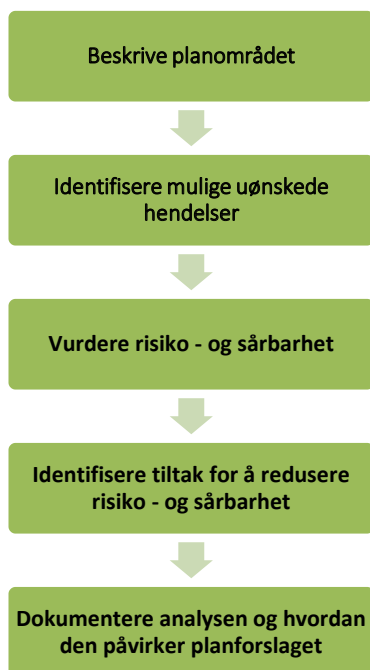 Beskrive planområdet
Identifisere mulige uønskede
hendelser
Vurdere risiko - og sårbarhet
Identifisere tiltak for å redusere
risiko - og sårbarhet
Dokumentere analysen og hvordan
den påvirker planforslaget